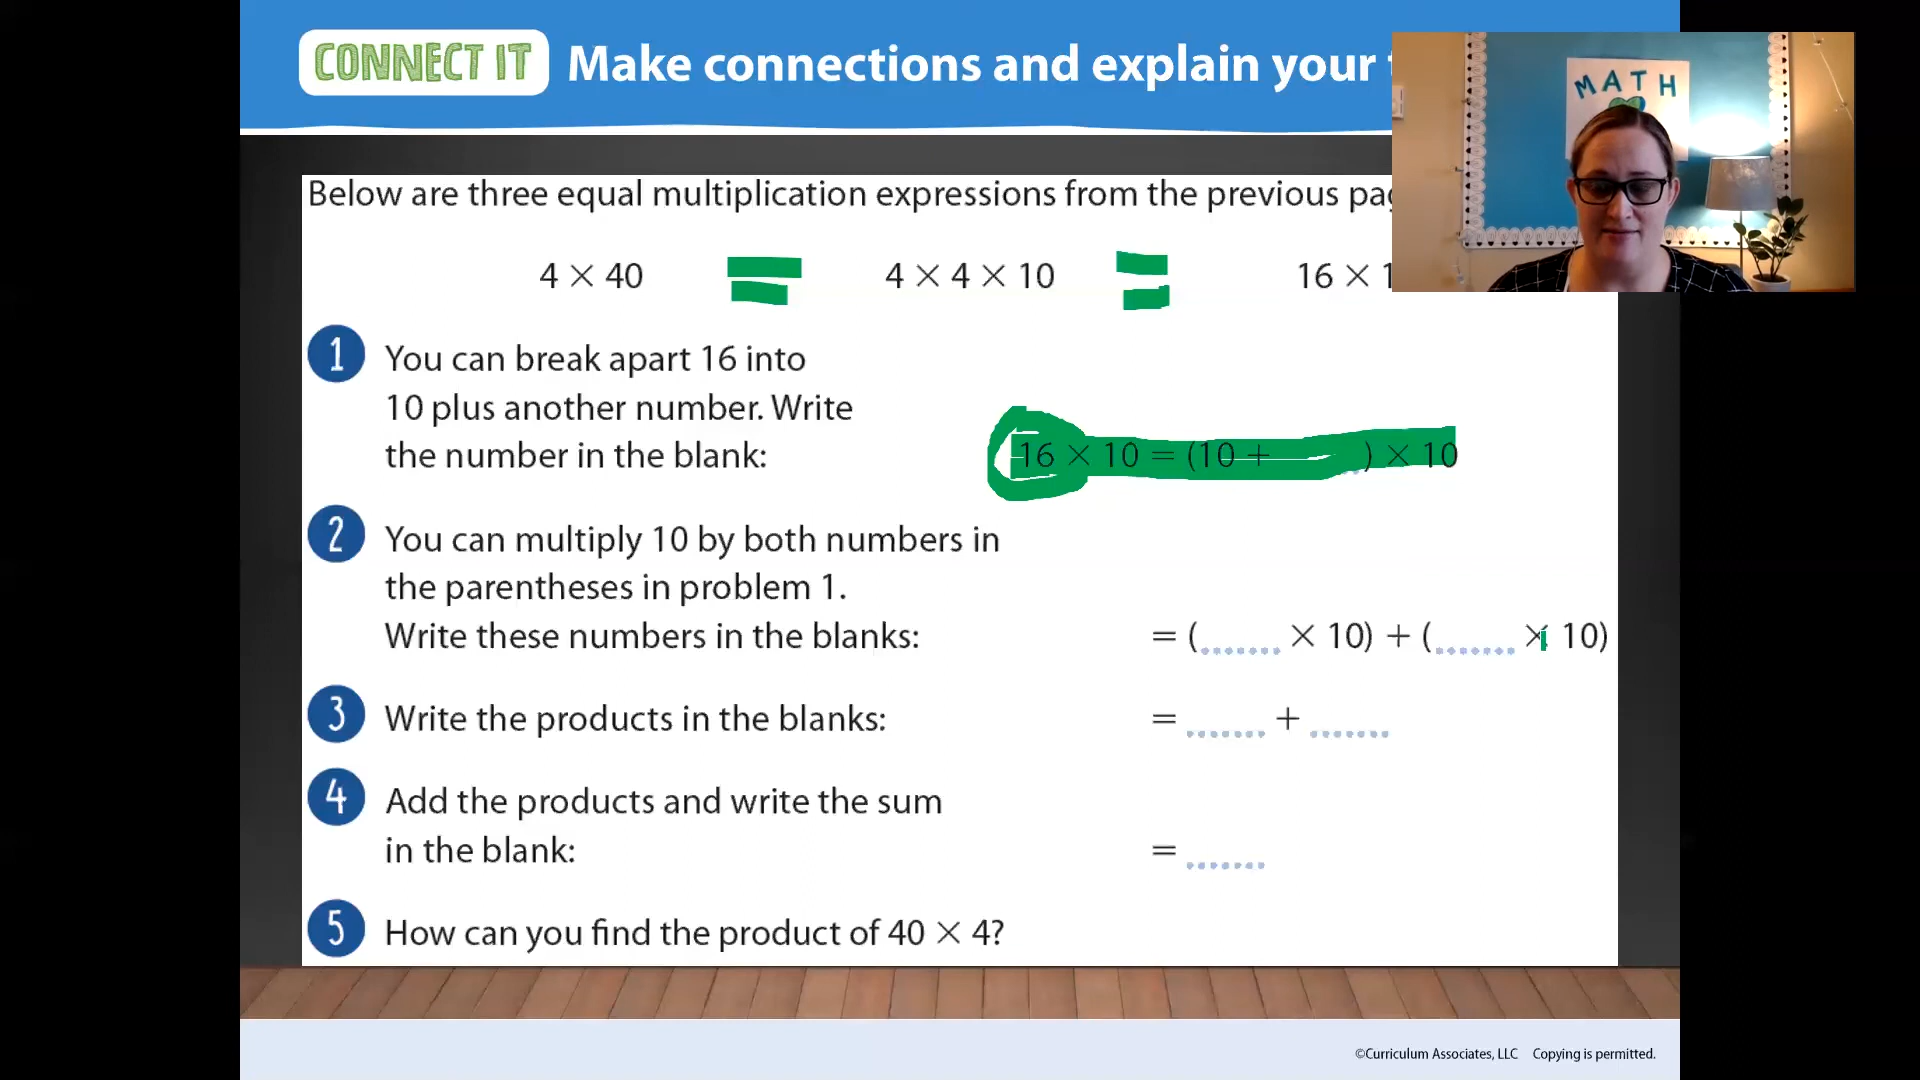 CONNECT IT Make connections and explain your
MATH
Below are three equal multiplication expressions from the previous
4 × 40 = 4 × 4 × 10 = 16 ×
1 You can break apart 16 into
10 plus another number. Write
the number in the blank: 16 × 10 = (10 + ) × 10
2 You can multiply 10 by both numbers in
the parentheses in problem 1.
Write these numbers in the blanks: = (....... × 10) + (....... × 10)
3 Write the products in the blanks: = ....... + .......
4 Add the products and write the sum
in the blank: = .......
5 How can you find the product of 40 × 4?
©Curriculum Associates, LLC Copying is permitted.